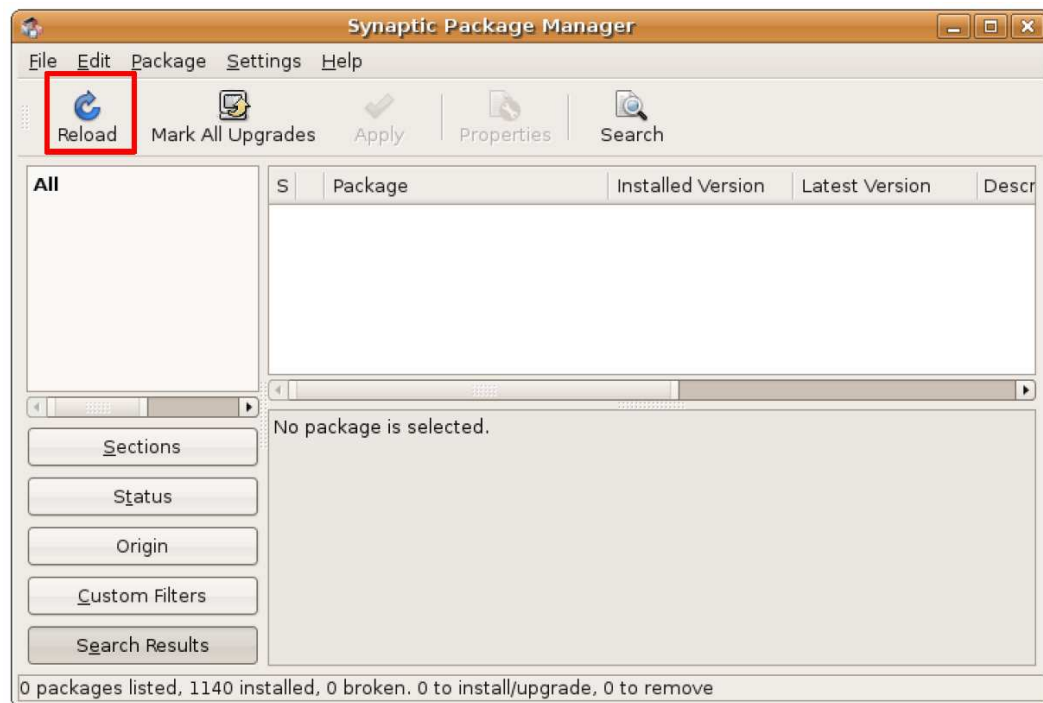 Synaptic Package Manager
File Edit Package Settings Help
Reload Mark All Upgrades Apply Properties Search
All
S Package Installed Version Latest Version Descr
No package is selected.
Sections
Status
Origin
Custom Filters
Search Results
0 packages listed, 1140 installed, 0 broken. 0 to install/upgrade, 0 to remove